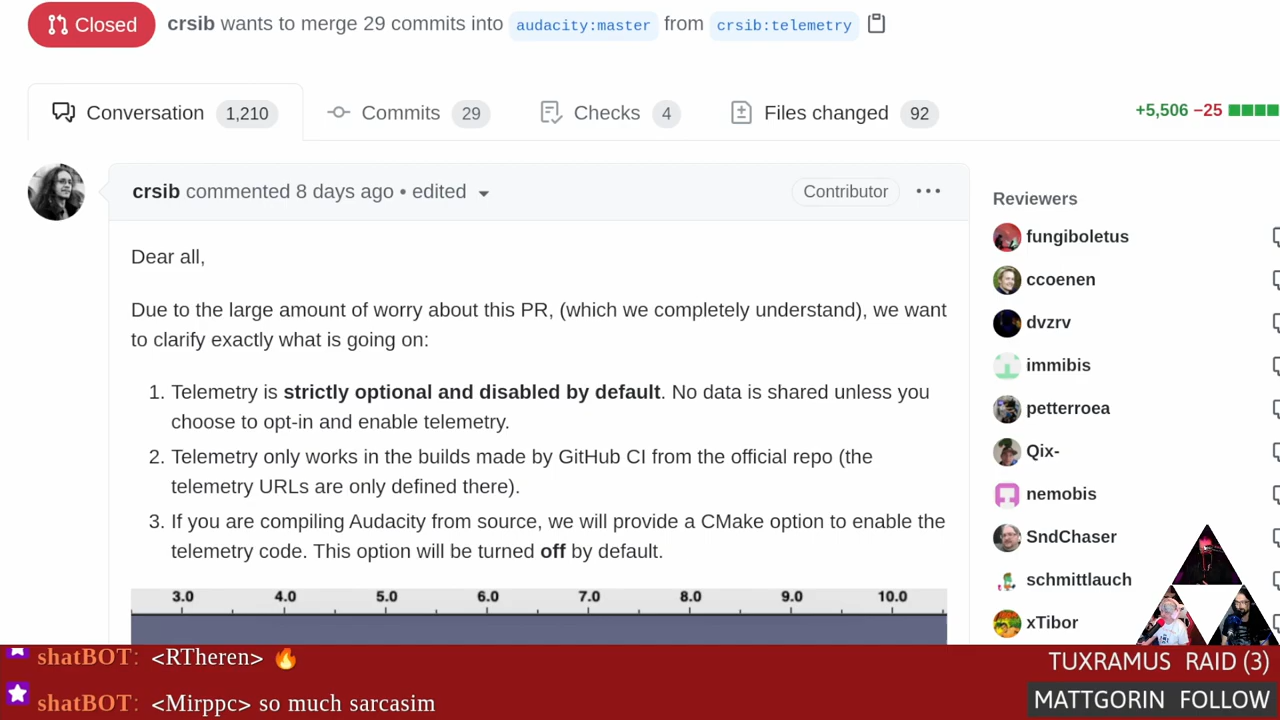 Closed crsib wants to merge 29 commits into audacity:master from crsib:telemetry
Conversation 1,210 Commits 29 Checks 4 Files changed 92 +5,506 −25
crsib commented 8 days ago • edited Contributor
Dear all,
Due to the large amount of worry about this PR, (which we completely understand), we want
to clarify exactly what is going on:
1. Telemetry is strictly optional and disabled by default. No data is shared unless you
choose to opt-in and enable telemetry.
2. Telemetry only works in the builds made by GitHub CI from the official repo (the
telemetry URLs are only defined there).
3. If you are compiling Audacity from source, we will provide a CMake option to enable the
telemetry code. This option will be turned off by default.
3.0 4.0 5.0 6.0 7.0 8.0 9.0 10.0
Reviewers
fungiboletus
ccoenen
dvzrv
immibis
petterroea
Qix-
nemobis
SndChaser
schmittlauch
xTibor
shatBOT: <RTheren> 🔥
shatBOT: <Mirppc> so much sarcasim
TUXRAMUS RAID (3)
MATTGORIN FOLLOW